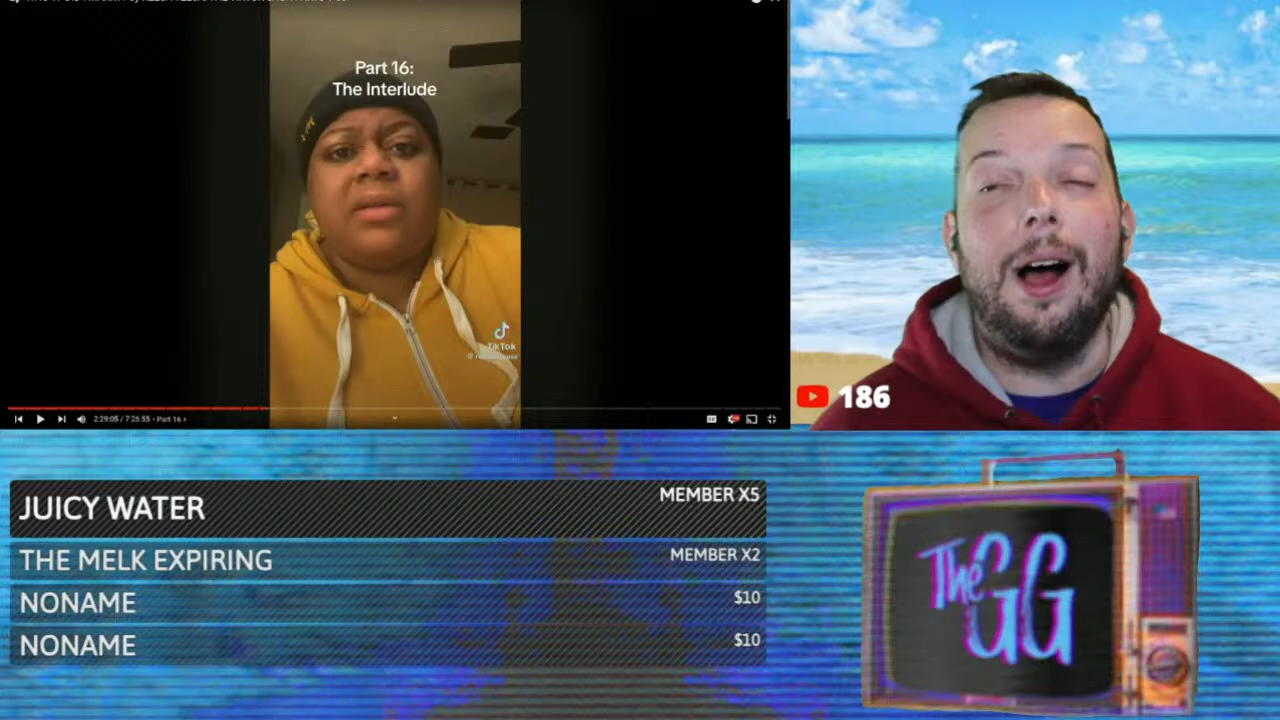 Part 16:
The Interlude
TikTok
2:29:05 / 7:26:55 • Part 16 ›
186
JUICY WATER
MEMBER X5
THE MELK EXPIRING
MEMBER X2
NONAME
$10
NONAME
$10
The GG